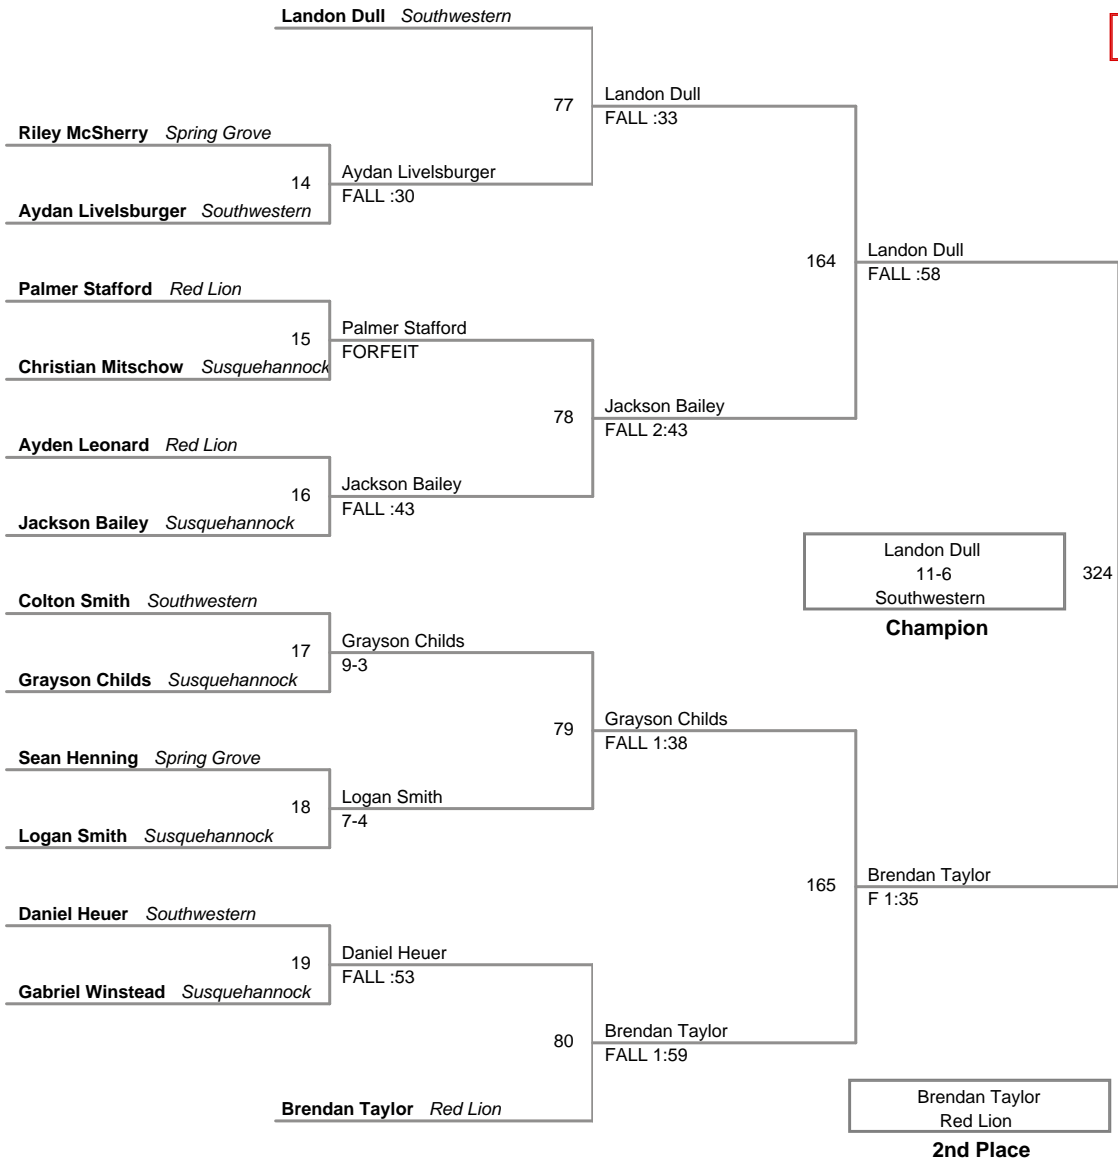 Landon Dull Southwestern
77
Landon Dull
FALL :33
Riley McSherry Spring Grove
14
Aydan Livelsburger
FALL :30
Aydan Livelsburger Southwestern
164
Landon Dull
FALL :58
Palmer Stafford Red Lion
15
Palmer Stafford
FORFEIT
Christian Mitschow Susquehannock
78
Jackson Bailey
FALL 2:43
Ayden Leonard Red Lion
16
Jackson Bailey
FALL :43
Jackson Bailey Susquehannock
Landon Dull
11-6
Southwestern
324
Champion
Colton Smith Southwestern
17
Grayson Childs
9-3
Grayson Childs Susquehannock
79
Grayson Childs
FALL 1:38
Sean Henning Spring Grove
18
Logan Smith
7-4
Logan Smith Susquehannock
165
Brendan Taylor
F 1:35
Daniel Heuer Southwestern
19
Daniel Heuer
FALL :53
Gabriel Winstead Susquehannock
80
Brendan Taylor
FALL 1:59
Brendan Taylor Red Lion
Brendan Taylor
Red Lion
2nd Place